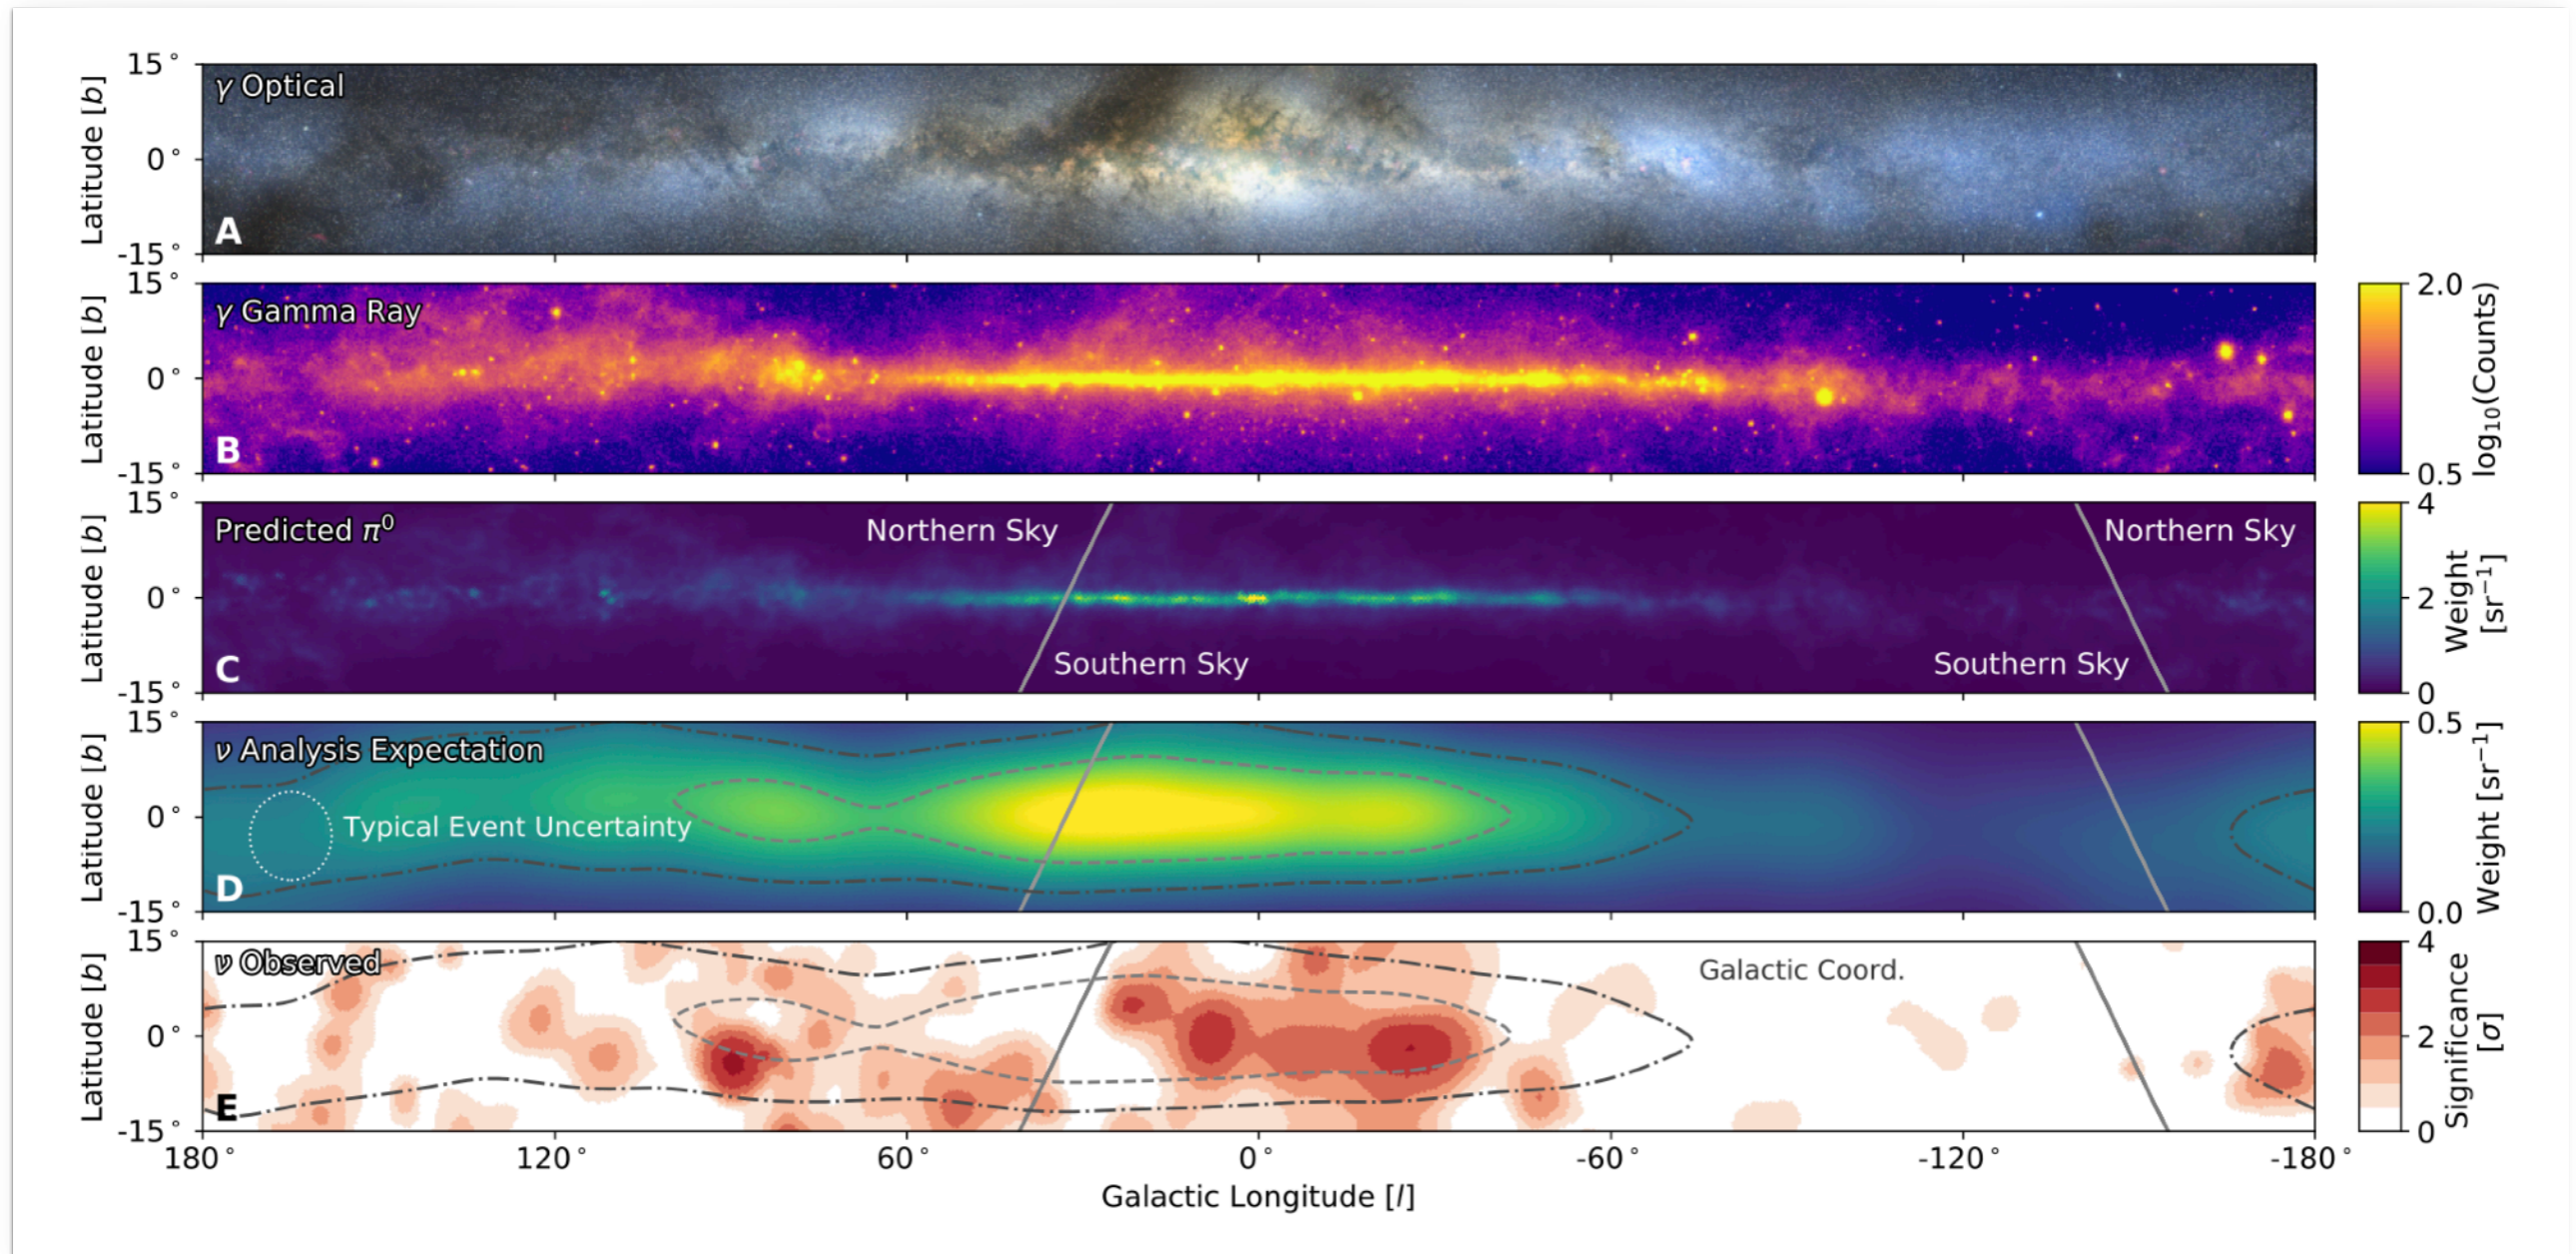 15°
γ Optical
Latitude [b]
0°
A
-15°
15°
γ Gamma Ray
Latitude [b]
0°
B
-15°
2.0
log₁₀(Counts)
0.5
15°
Predicted π⁰
Northern Sky
Northern Sky
Latitude [b]
0°
Southern Sky
Southern Sky
C
-15°
4
Weight
[sr⁻¹]
2
0
15°
ν Analysis Expectation
Latitude [b]
0°
Typical Event Uncertainty
D
-15°
0.5
Weight [sr⁻¹]
0.0
15°
ν Observed
Galactic Coord.
Latitude [b]
0°
E
-15°
4
Significance
[σ]
2
0
180°
120°
60°
0°
-60°
-120°
-180°
Galactic Longitude [l]